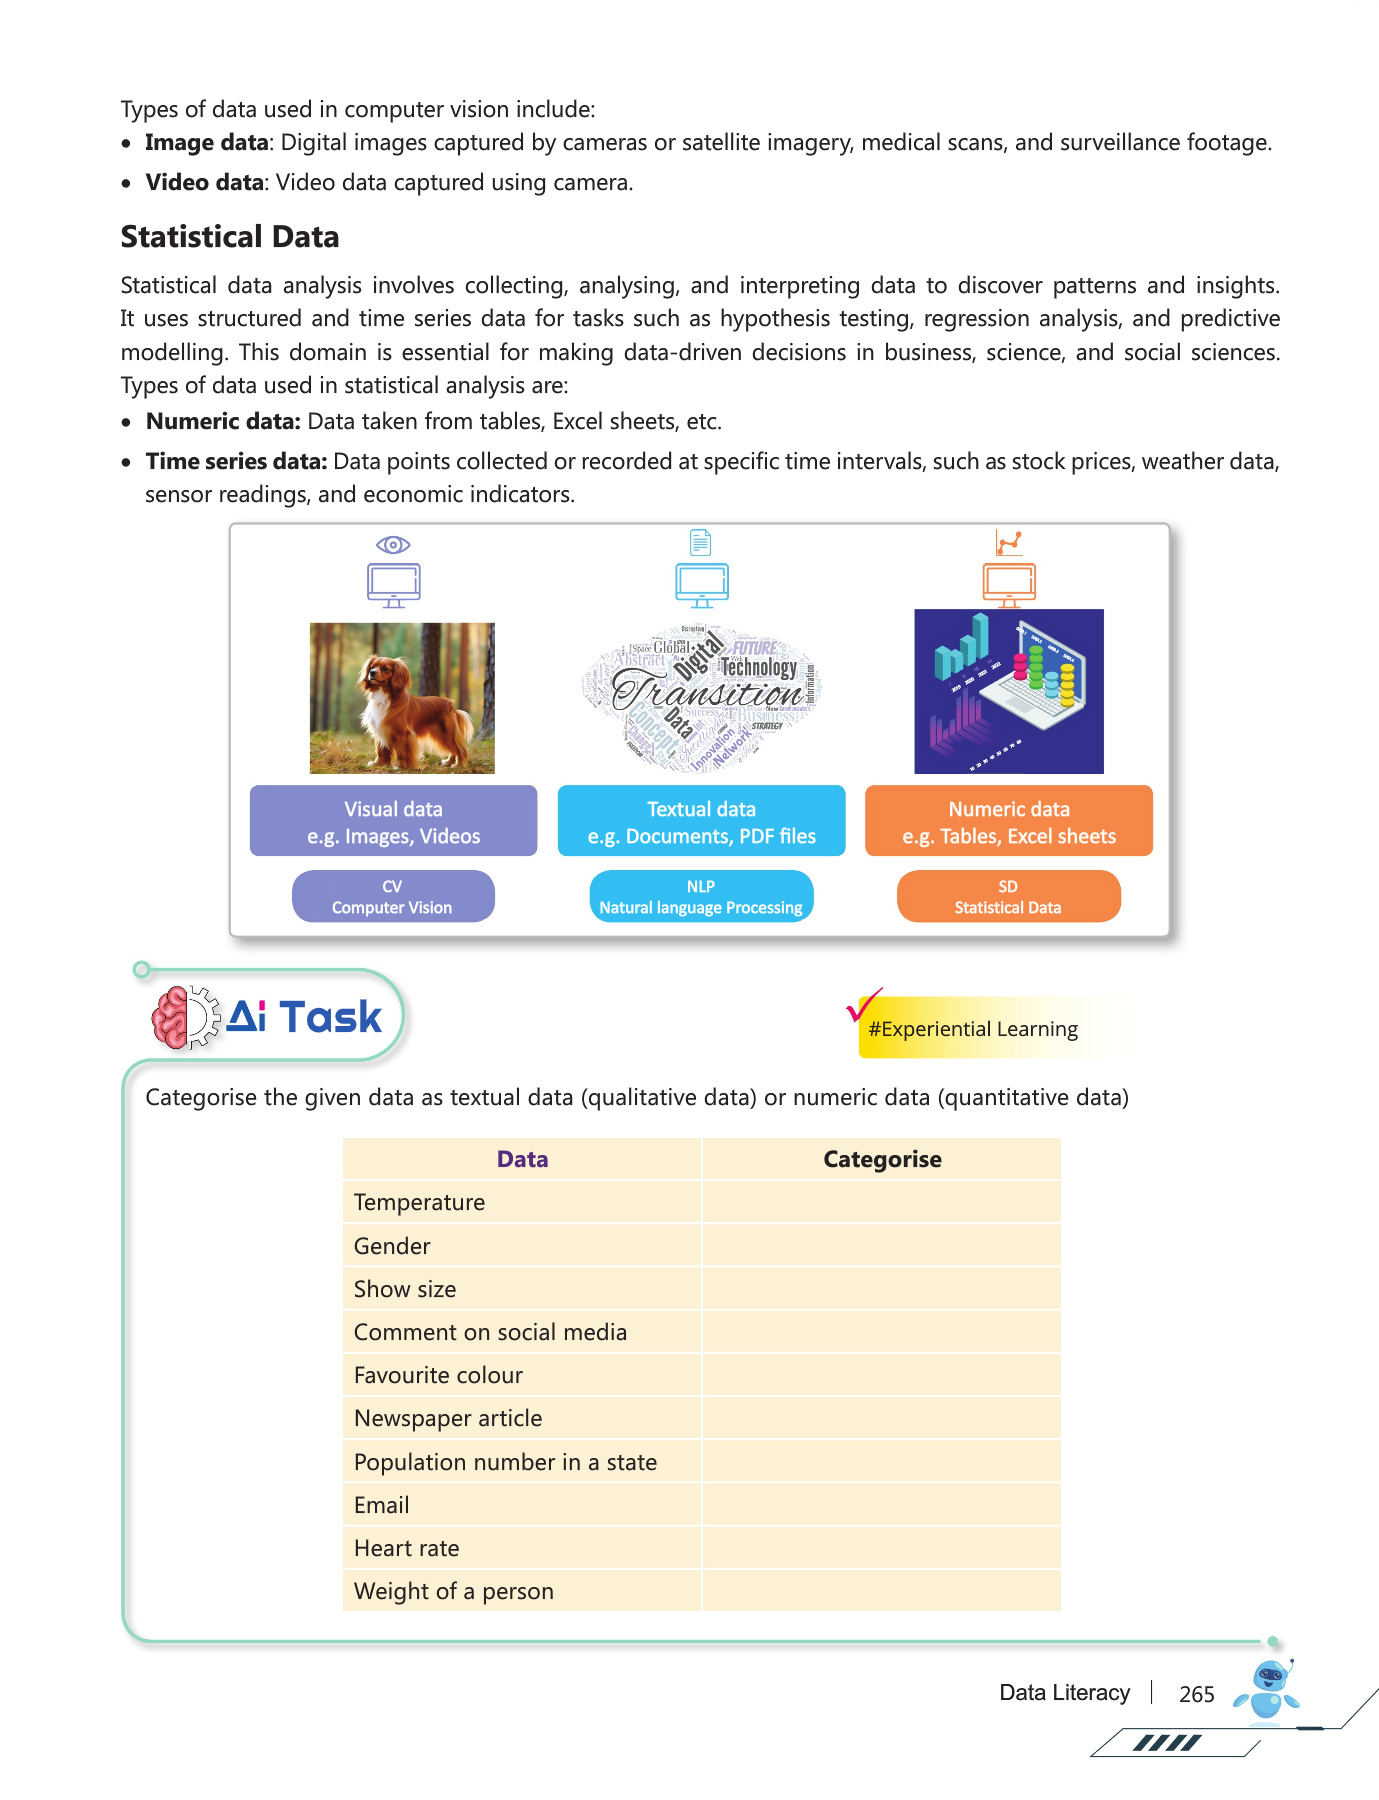 Types of data used in computer vision include:
• Image data: Digital images captured by cameras or satellite imagery, medical scans, and surveillance footage.
• Video data: Video data captured using camera.
Statistical Data
Statistical data analysis involves collecting, analysing, and interpreting data to discover patterns and insights.
It uses structured and time series data for tasks such as hypothesis testing, regression analysis, and predictive
modelling. This domain is essential for making data-driven decisions in business, science, and social sciences.
Types of data used in statistical analysis are:
• Numeric data: Data taken from tables, Excel sheets, etc.
• Time series data: Data points collected or recorded at specific time intervals, such as stock prices, weather data,
sensor readings, and economic indicators.
Disruption
Space Global Digital FUTURE
Abstract Technology
Transition
Information
Concept Data Success Business
STRATEGY
Innovation
Network
2019 2020 2021 2022
Visual data
e.g. Images, Videos
Textual data
e.g. Documents, PDF files
Numeric data
e.g. Tables, Excel sheets
CV
Computer Vision
NLP
Natural language Processing
SD
Statistical Data
Ai Task
#Experiential Learning
Categorise the given data as textual data (qualitative data) or numeric data (quantitative data)
Data Categorise
Temperature
Gender
Show size
Comment on social media
Favourite colour
Newspaper article
Population number in a state
Email
Heart rate
Weight of a person
Data Literacy 265